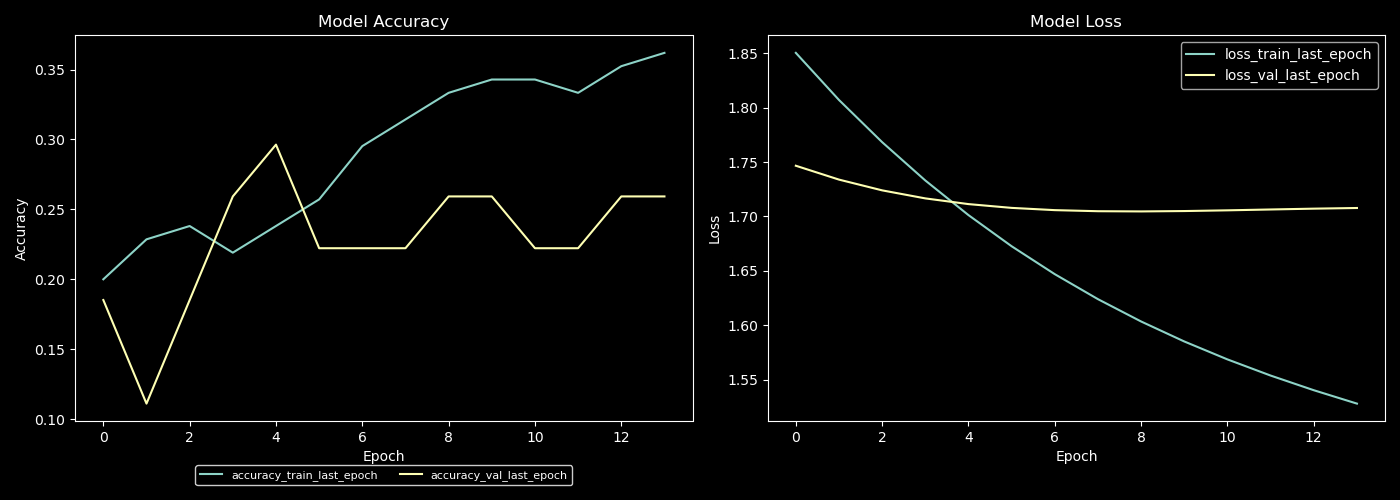 Model Accuracy
Accuracy
0.35
0.30
0.25
0.20
0.15
0.10
0 2 4 6 8 10 12
Epoch
accuracy_train_last_epoch accuracy_val_last_epoch
Model Loss
Loss
1.85
1.80
1.75
1.70
1.65
1.60
1.55
loss_train_last_epoch
loss_val_last_epoch
0 2 4 6 8 10 12
Epoch